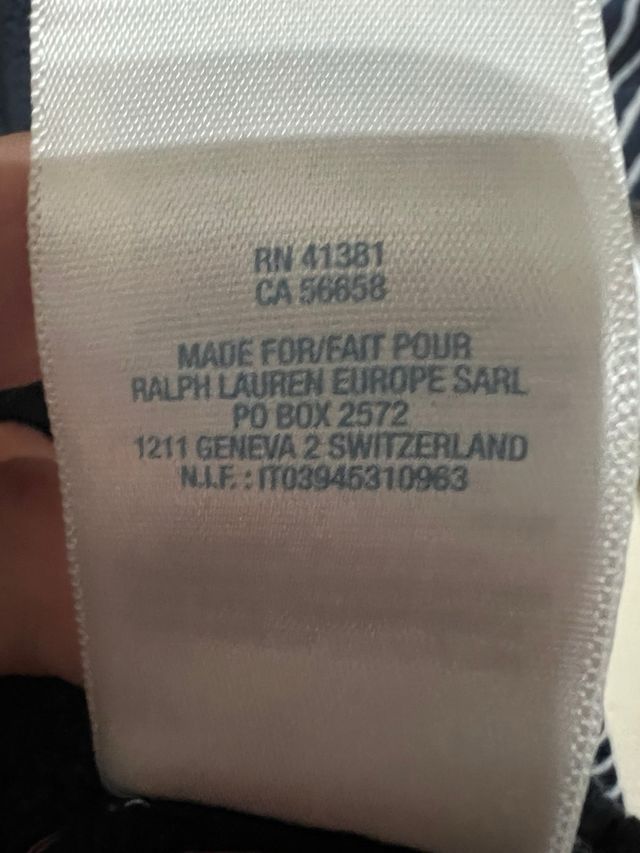 RN 41381
CA 56858
MADE FOR/FAIT POUR
RALPH LAUREN EUROPE SARL
PO BOX 2572
1211 GENEVA 2 SWITZERLAND
N.I.F. : IT03945310963